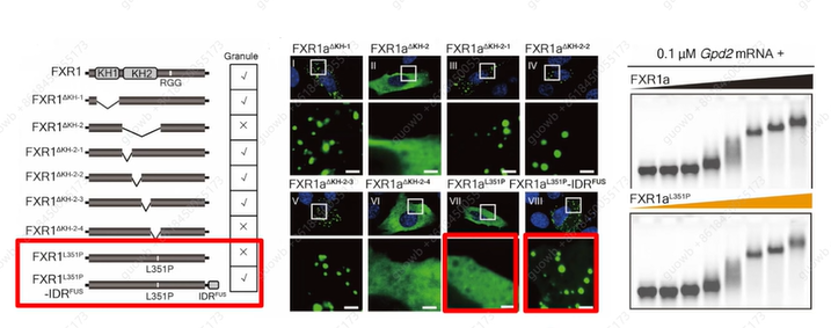 Granule
FXR1 KH1 KH2 ✓
RGG
FXR1ΔKH-1 ✓
FXR1ΔKH-2 ×
FXR1ΔKH-2-1 ✓
FXR1ΔKH-2-2 ✓
FXR1ΔKH-2-3 ✓
FXR1ΔKH-2-4 ×
FXR1L351P ×
L351P
FXR1L351P ✓
-IDRFUS L351P IDRFUS
FXR1aΔKH-1 FXR1aΔKH-2 FXR1aΔKH-2-1 FXR1aΔKH-2-2
I II III IV
FXR1aΔKH-2-3 FXR1aΔKH-2-4 FXR1aL351P FXR1aL351P-IDRFUS
V VI VII VIII
0.1 μM Gpd2 mRNA +
FXR1a
FXR1aL351P